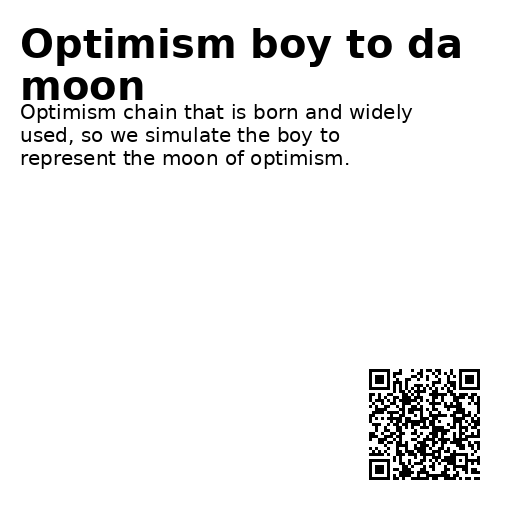 Optimism boy to da
moon
Optimism chain that is born and widely
used, so we simulate the boy to
represent the moon of optimism.